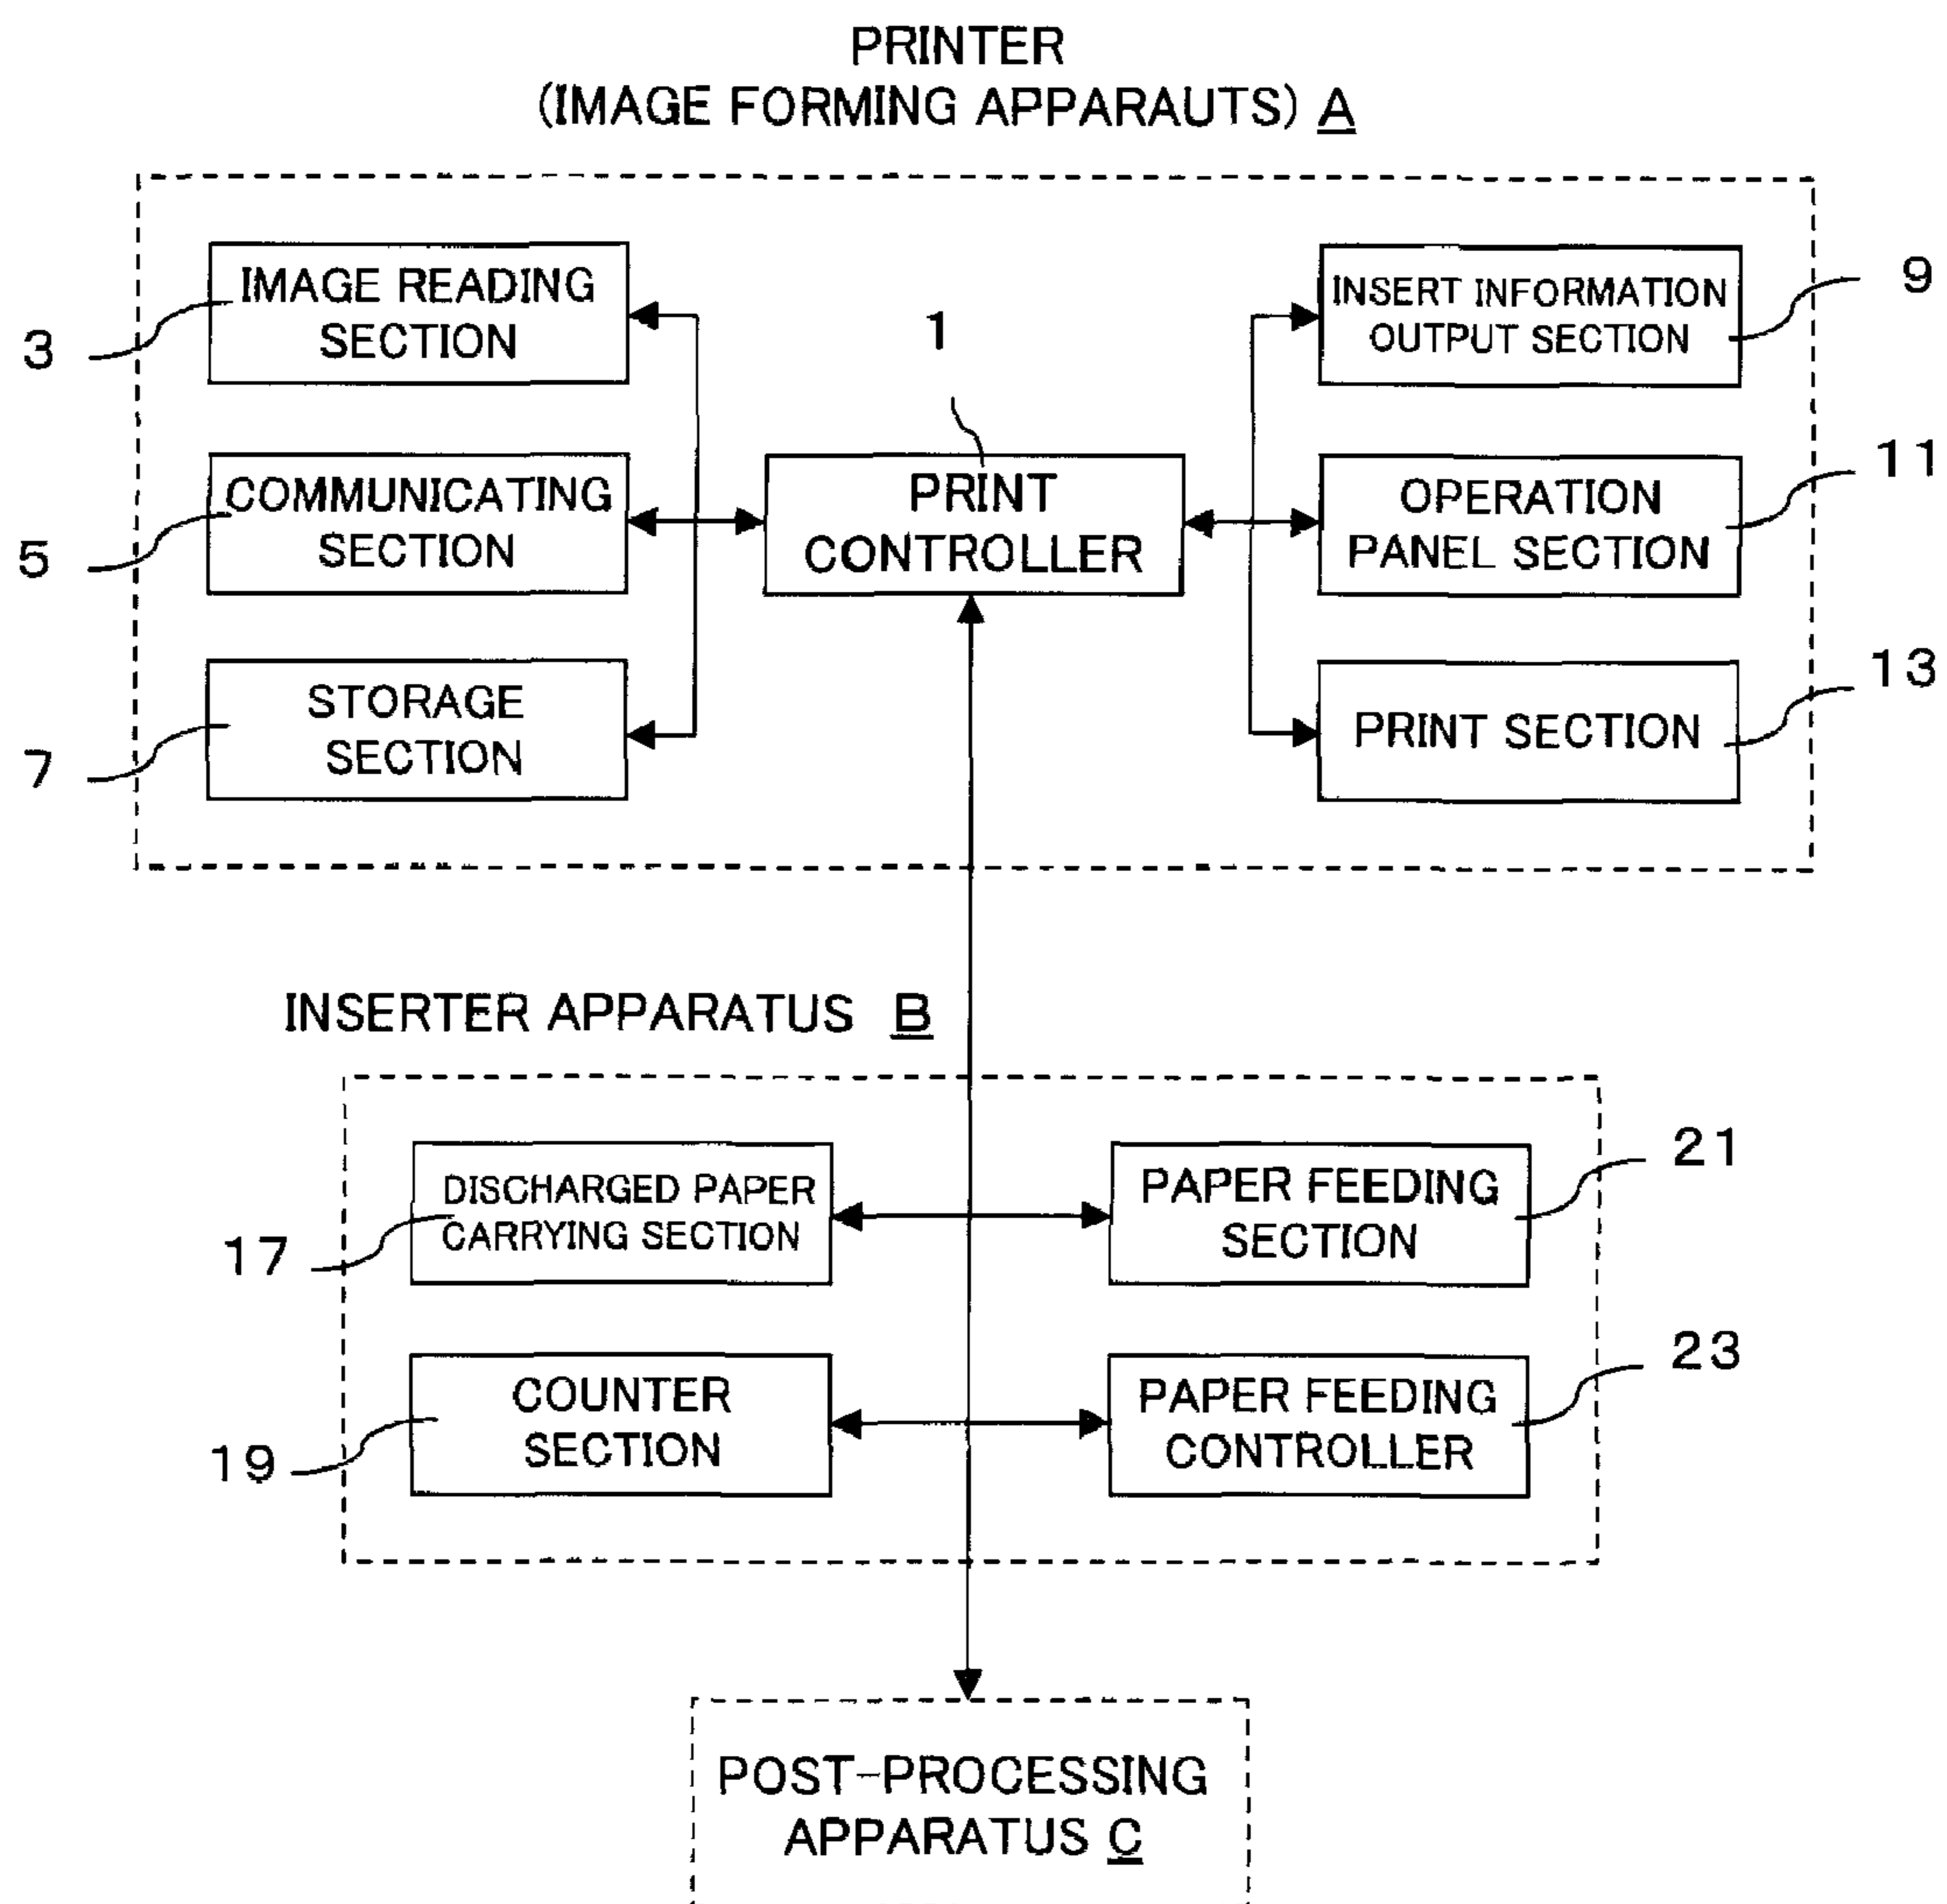 PRINTER
(IMAGE FORMING APPARAUTS) A
IMAGE READING
SECTION
3
COMMUNICATING
SECTION
5
STORAGE
SECTION
7
1
PRINT
CONTROLLER
INSERT INFORMATION
OUTPUT SECTION
9
OPERATION
PANEL SECTION
11
PRINT SECTION
13
INSERTER APPARATUS B
DISCHARGED PAPER
CARRYING SECTION
17
PAPER FEEDING
SECTION
21
COUNTER
SECTION
19
PAPER FEEDING
CONTROLLER
23
POST-PROCESSING
APPARATUS C